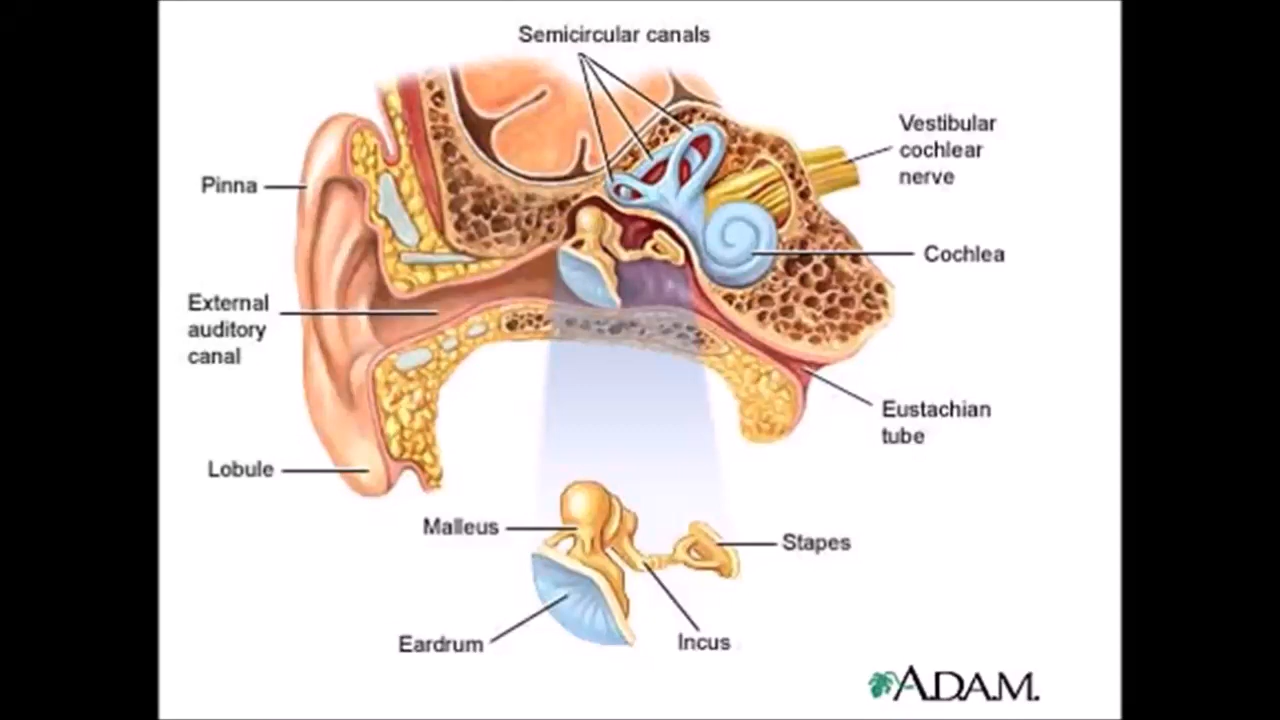 Semicircular canals
Vestibular
cochlear
nerve
Pinna
Cochlea
External
auditory
canal
Eustachian
tube
Lobule
Malleus
Stapes
Eardrum
Incus
A.D.A.M.